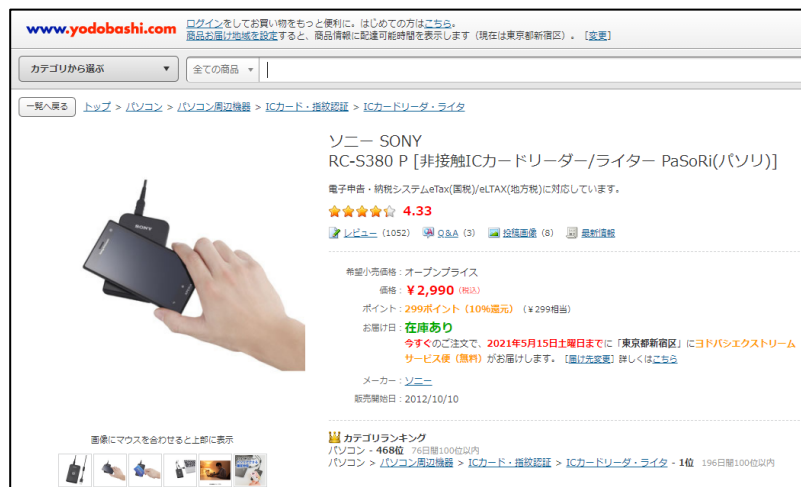 www.yodobashi.com
ログインをしてお買い物をもっと便利に。はじめての方はこちら。
商品お届け地域を設定すると、商品情報に配達可能時間を表示します（現在は東京都新宿区）。 [変更]
カテゴリから選ぶ ▼ 全ての商品 ▼
一覧へ戻る トップ > パソコン > パソコン周辺機器 > ICカード・指紋認証 > ICカードリーダ・ライタ
ソニー SONY
RC-S380 P [非接触ICカードリーダー/ライター PaSoRi(パソリ)]
電子申告・納税システムeTax(国税)/eLTAX(地方税)に対応しています。
4.33
レビュー (1052) Q&A (3) 投稿画像 (8) 最新情報
希望小売価格：オープンプライス
価格：￥2,990（税込）
ポイント：299ポイント（10%還元）（￥299相当）
お届け日：在庫あり
今すぐのご注文で、2021年5月15日土曜日までに「東京都新宿区」にヨドバシエクストリーム
サービス便（無料）がお届けします。 [届け先変更] 詳しくはこちら
メーカー：ソニー
販売開始日：2012/10/10
画像にマウスを合わせると上部に表示
カテゴリランキング
パソコン - 468位 76日間100位以内
パソコン > パソコン周辺機器 > ICカード・指紋認証 > ICカードリーダ・ライタ - 1位 196日間100位以内
SONY